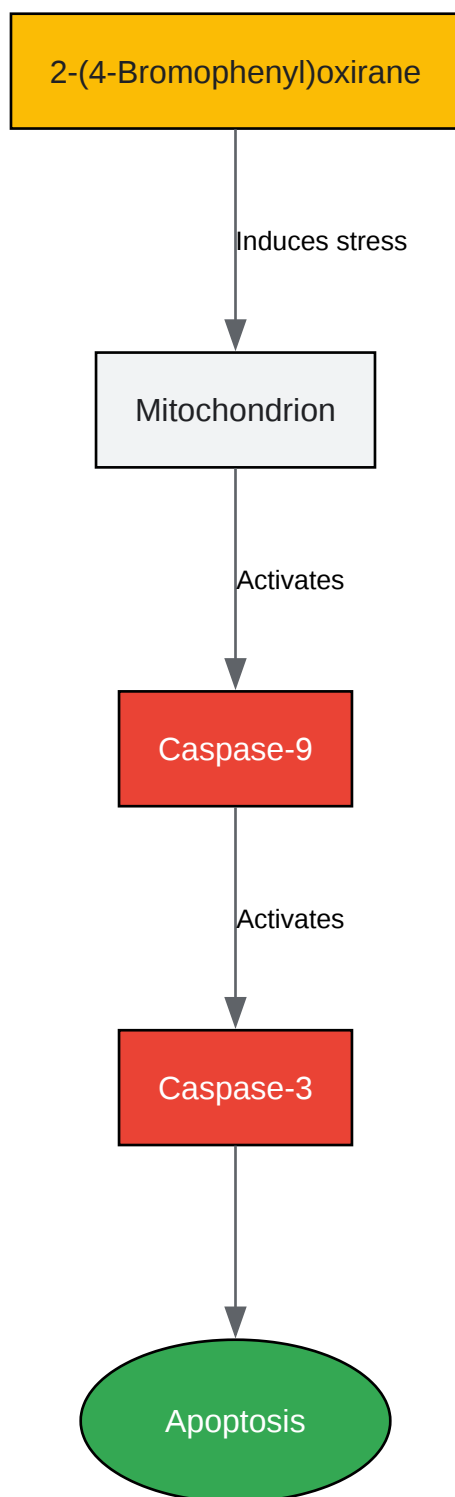 2-(4-Bromophenyl)oxirane
Induces stress
Mitochondrion
Activates
Caspase-9
Activates
Caspase-3
Apoptosis